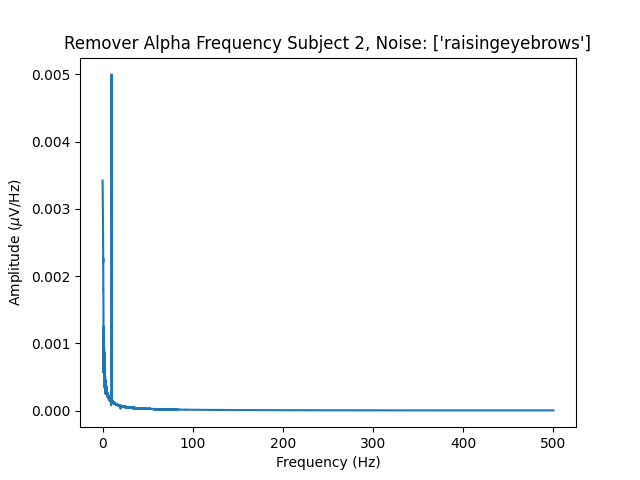 Remover Alpha Frequency Subject 2, Noise: ['raisingeyebrows']
0.005
0.004
0.003
0.002
0.001
0.000
Amplitude (μV/Hz)
0 100 200 300 400 500
Frequency (Hz)